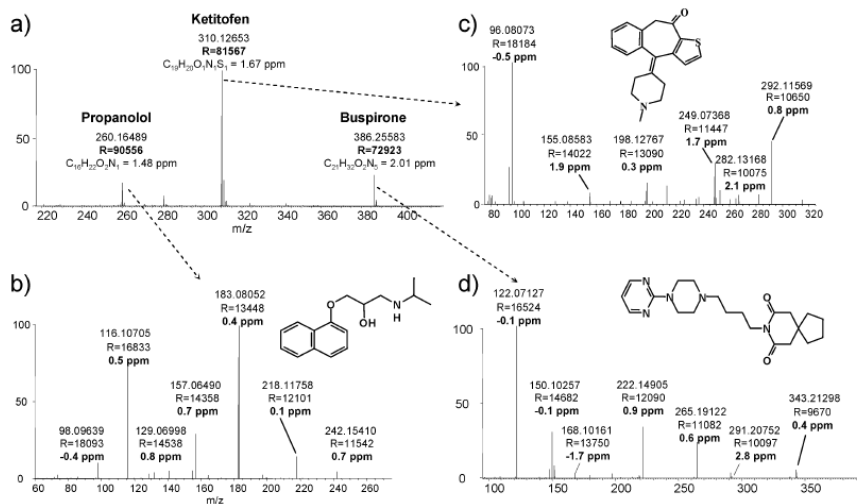 a)
Ketitofen
310.12653
R=81567
C19H20O1N1S1 = 1.67 ppm
Propanolol
260.16489
R=90556
C16H22O2N1 = 1.48 ppm
Buspirone
386.25583
R=72923
C21H32O2N5 = 2.01 ppm
100
50
0
220 260 300 340 360 400
m/z
c)
96.08073
R=18184
-0.5 ppm
O
S
N
155.08583
R=14022
1.9 ppm
198.12767
R=13090
0.3 ppm
249.07368
R=11447
1.7 ppm
282.13168
R=10075
2.1 ppm
292.11569
R=10650
0.8 ppm
100
50
0
80 100 120 140 160 180 200 220 240 260 280 300 320
b)
183.08052
R=13448
0.4 ppm
O
OH
N
H
116.10705
R=16833
0.5 ppm
157.06490
R=14358
0.7 ppm
218.11758
R=12101
0.1 ppm
98.09639
R=18093
-0.4 ppm
129.06998
R=14538
0.8 ppm
242.15410
R=11542
0.7 ppm
100
50
0
60 80 100 120 140 160 180 200 220 240 260
m/z
d)
122.07127
R=16524
-0.1 ppm
N
N
N
N
N
O
O
150.10257
R=14682
-0.1 ppm
168.10161
R=13750
-1.7 ppm
222.14905
R=12090
0.9 ppm
265.19122
R=11082
0.6 ppm
291.20752
R=10097
2.8 ppm
343.21298
R=9670
0.4 ppm
100
50
0
100 150 200 250 300 350